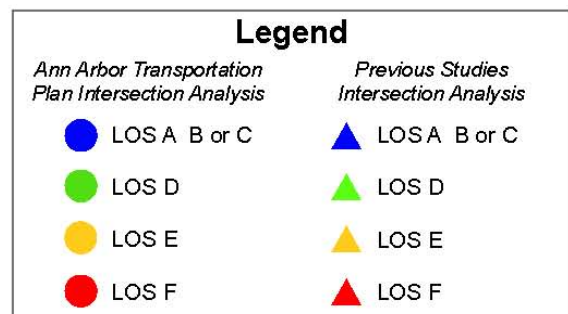 Legend
Ann Arbor Transportation
Plan Intersection Analysis
LOS A B or C
LOS D
LOS E
LOS F
Previous Studies
Intersection Analysis
LOS A B or C
LOS D
LOS E
LOS F